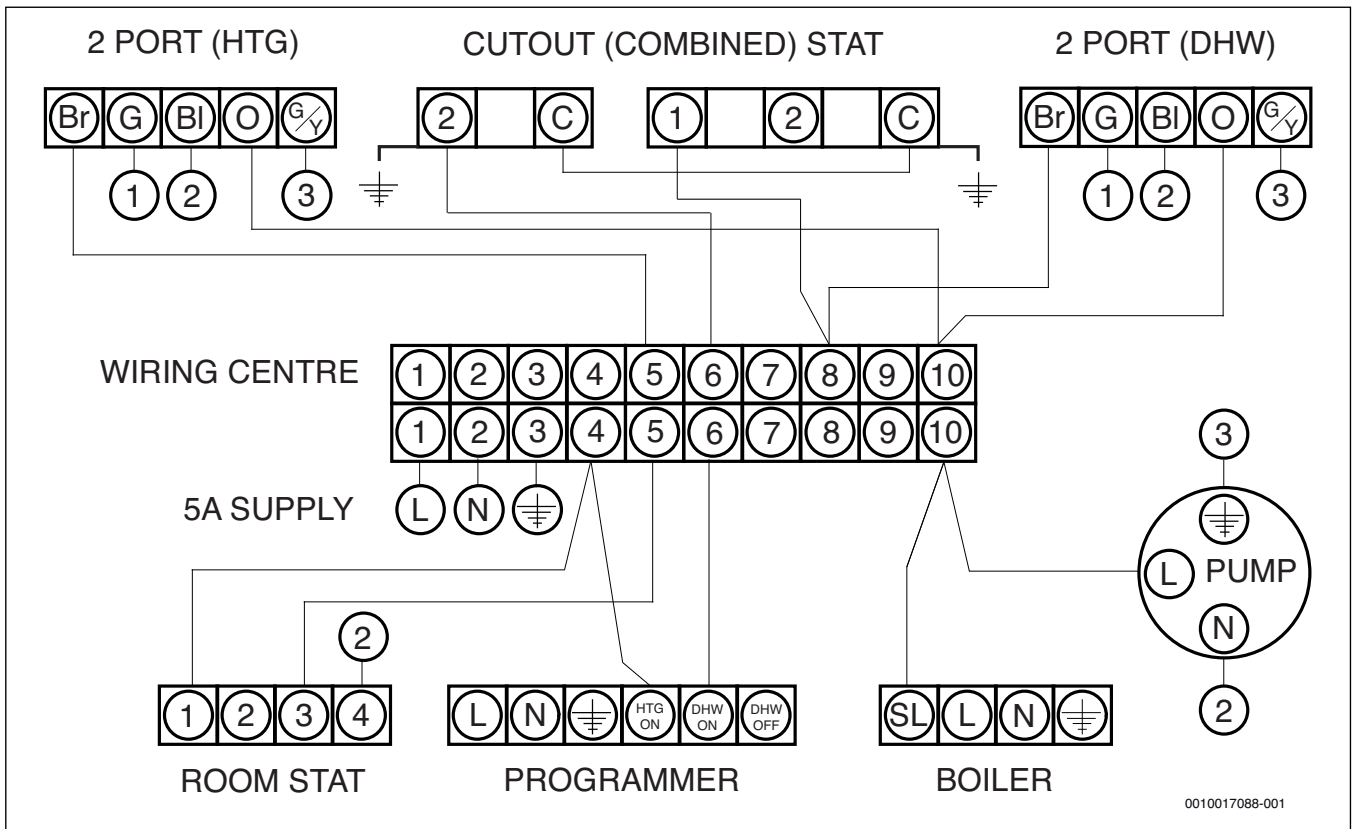 2 PORT (HTG) CUTOUT (COMBINED) STAT 2 PORT (DHW)
Br G Bl O G/Y 2 C 1 2 C Br G Bl O G/Y
1 2 3 1 2 3
WIRING CENTRE 1 2 3 4 5 6 7 8 9 10
1 2 3 4 5 6 7 8 9 10
5A SUPPLY L N
3
L PUMP
N
2
2
1 2 3 4 L N HTG ON DHW ON DHW OFF SL L N
ROOM STAT PROGRAMMER BOILER
0010017088-001